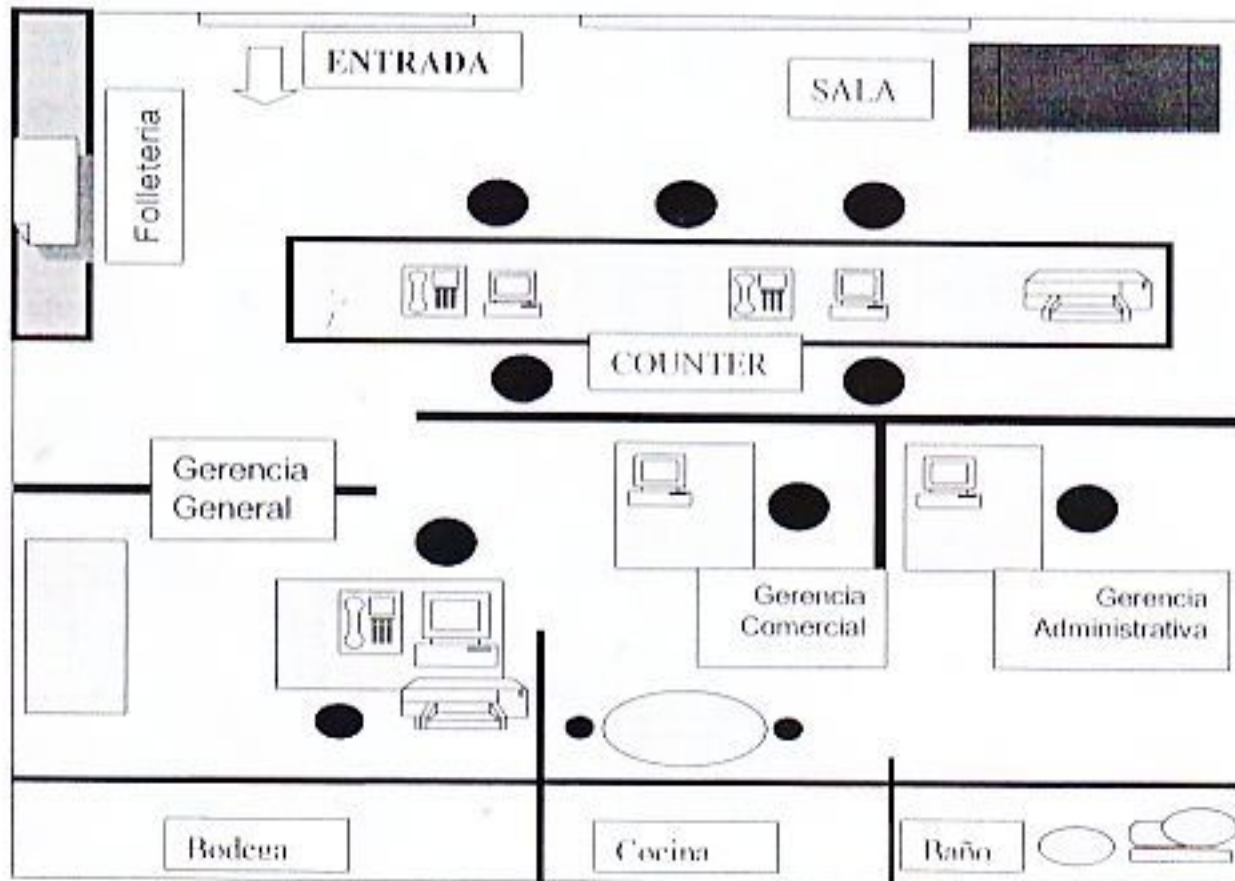 ENTRADA
SALA
Folleteria
COUNTER
Gerencia
General
Gerencia
Comercial
Gerencia
Administrativa
Bodega
Cocina
Baño